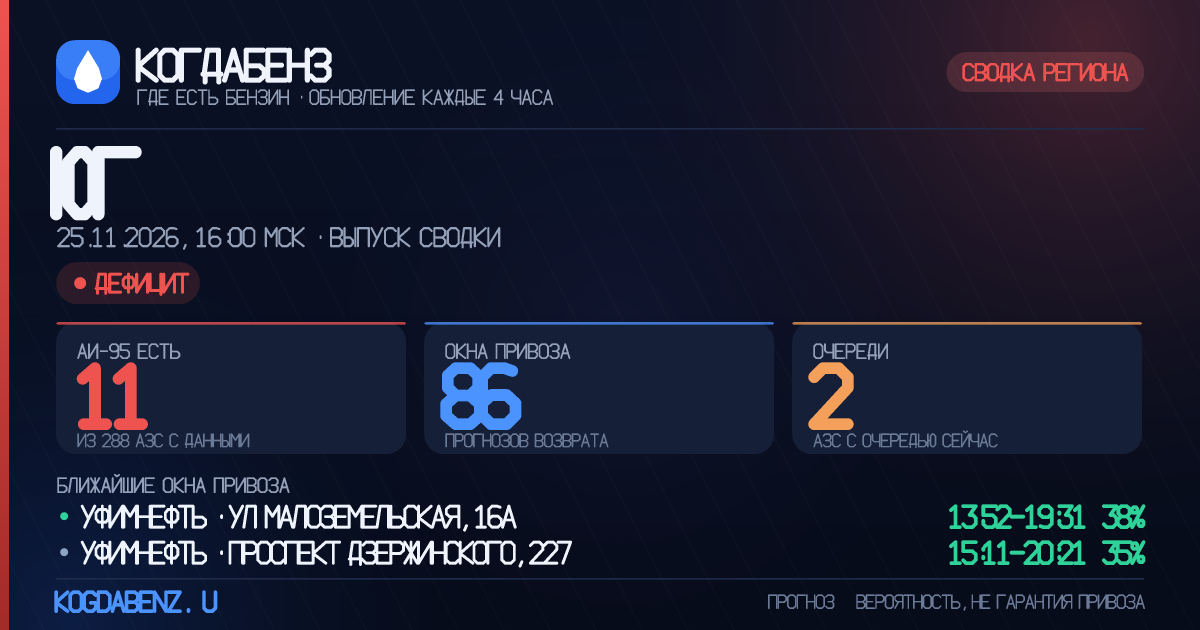 КОГДАБЕНЗ
ГДЕ ЕСТЬ БЕНЗИН · ОБНОВЛЕНИЕ КАЖДЫЕ 4 ЧАСА
СВОДКА РЕГИОНА
ЮГ
25.11.2026, 16:00 МСК · ВЫПУСК СВОДКИ
• ДЕФИЦИТ
АИ-95 ЕСТЬ
11
ИЗ 288 АЗС С ДАННЫМИ
ОКНА ПРИВОЗА
86
ПРОГНОЗОВ ВОЗВРАТА
ОЧЕРЕДИ
2
АЗС С ОЧЕРЕДЬЮ СЕЙЧАС
БЛИЖАЙШИЕ ОКНА ПРИВОЗА
• УФИМНЕФТЬ · УЛ МАЛОЗЕМЕЛЬСКАЯ, 16А 13:52–19:31 38%
• УФИМНЕФТЬ · ПРОСПЕКТ ДЗЕРЖИНСКОГО, 227 15:11–20:21 35%
KOGDABENZ. U
ПРОГНОЗ ВЕРОЯТНОСТЬ, НЕ ГАРАНТИЯ ПРИВОЗА